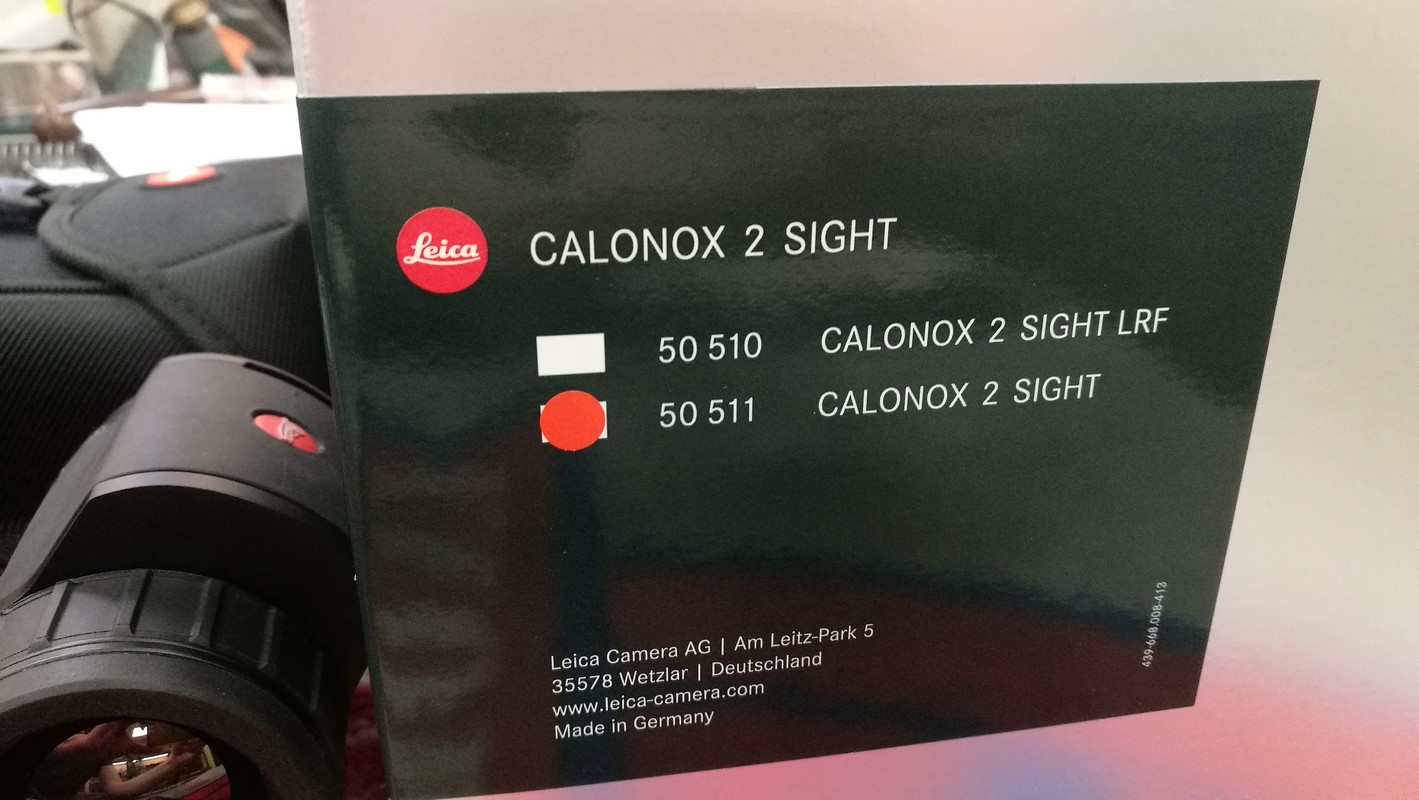 Leica
CALONOX 2 SIGHT
50 510 CALONOX 2 SIGHT LRF
50 511 CALONOX 2 SIGHT
Leica Camera AG | Am Leitz-Park 5
35578 Wetzlar | Deutschland
www.leica-camera.com
Made in Germany
439-668.008-413